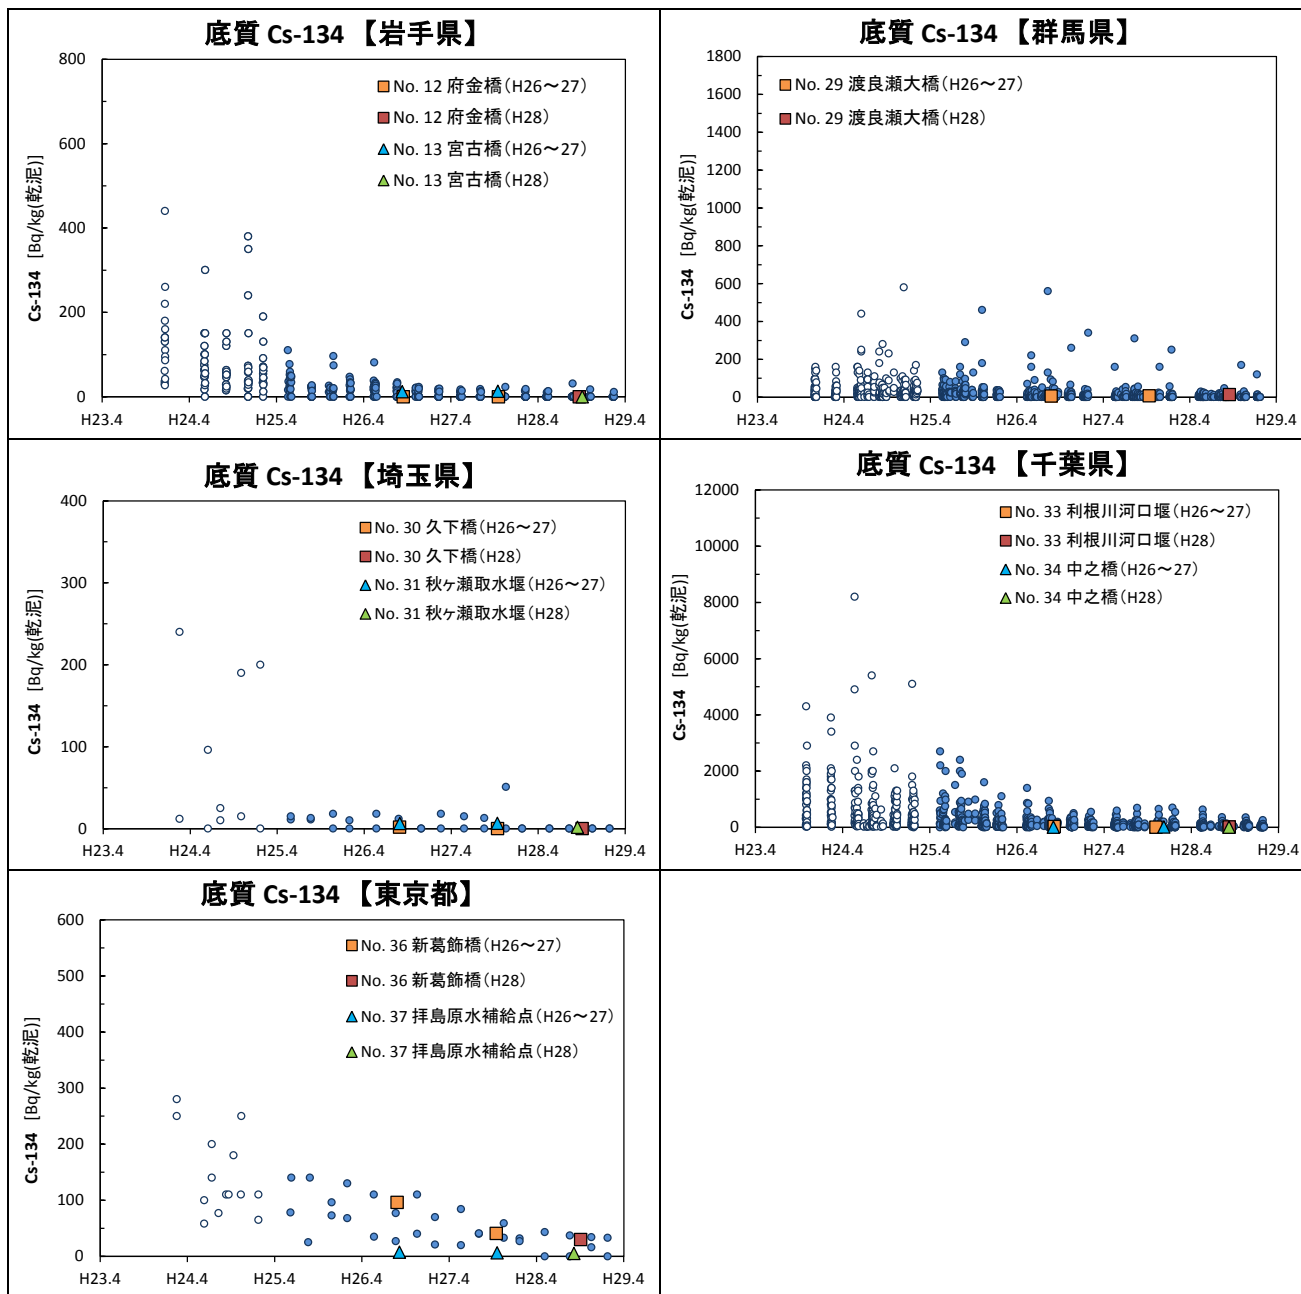 底質 Cs-134 【岩手県】
Cs-134 [Bq/kg(乾泥)]
800
600
400
200
0
No. 12 府金橋(H26～27)
No. 12 府金橋(H28)
No. 13 宮古橋(H26～27)
No. 13 宮古橋(H28)
H23.4 H24.4 H25.4 H26.4 H27.4 H28.4 H29.4
底質 Cs-134 【群馬県】
Cs-134 [Bq/kg(乾泥)]
1800
1600
1400
1200
1000
800
600
400
200
0
No. 29 渡良瀬大橋(H26～27)
No. 29 渡良瀬大橋(H28)
H23.4 H24.4 H25.4 H26.4 H27.4 H28.4 H29.4
底質 Cs-134 【埼玉県】
Cs-134 [Bq/kg(乾泥)]
400
300
200
100
0
No. 30 久下橋(H26～27)
No. 30 久下橋(H28)
No. 31 秋ヶ瀬取水堰(H26～27)
No. 31 秋ヶ瀬取水堰(H28)
H23.4 H24.4 H25.4 H26.4 H27.4 H28.4 H29.4
底質 Cs-134 【千葉県】
Cs-134 [Bq/kg(乾泥)]
12000
10000
8000
6000
4000
2000
0
No. 33 利根川河口堰(H26～27)
No. 33 利根川河口堰(H28)
No. 34 中之橋(H26～27)
No. 34 中之橋(H28)
H23.4 H24.4 H25.4 H26.4 H27.4 H28.4 H29.4
底質 Cs-134 【東京都】
Cs-134 [Bq/kg(乾泥)]
600
500
400
300
200
100
0
No. 36 新葛飾橋(H26～27)
No. 36 新葛飾橋(H28)
No. 37 拝島原水補給点(H26～27)
No. 37 拝島原水補給点(H28)
H23.4 H24.4 H25.4 H26.4 H27.4 H28.4 H29.4